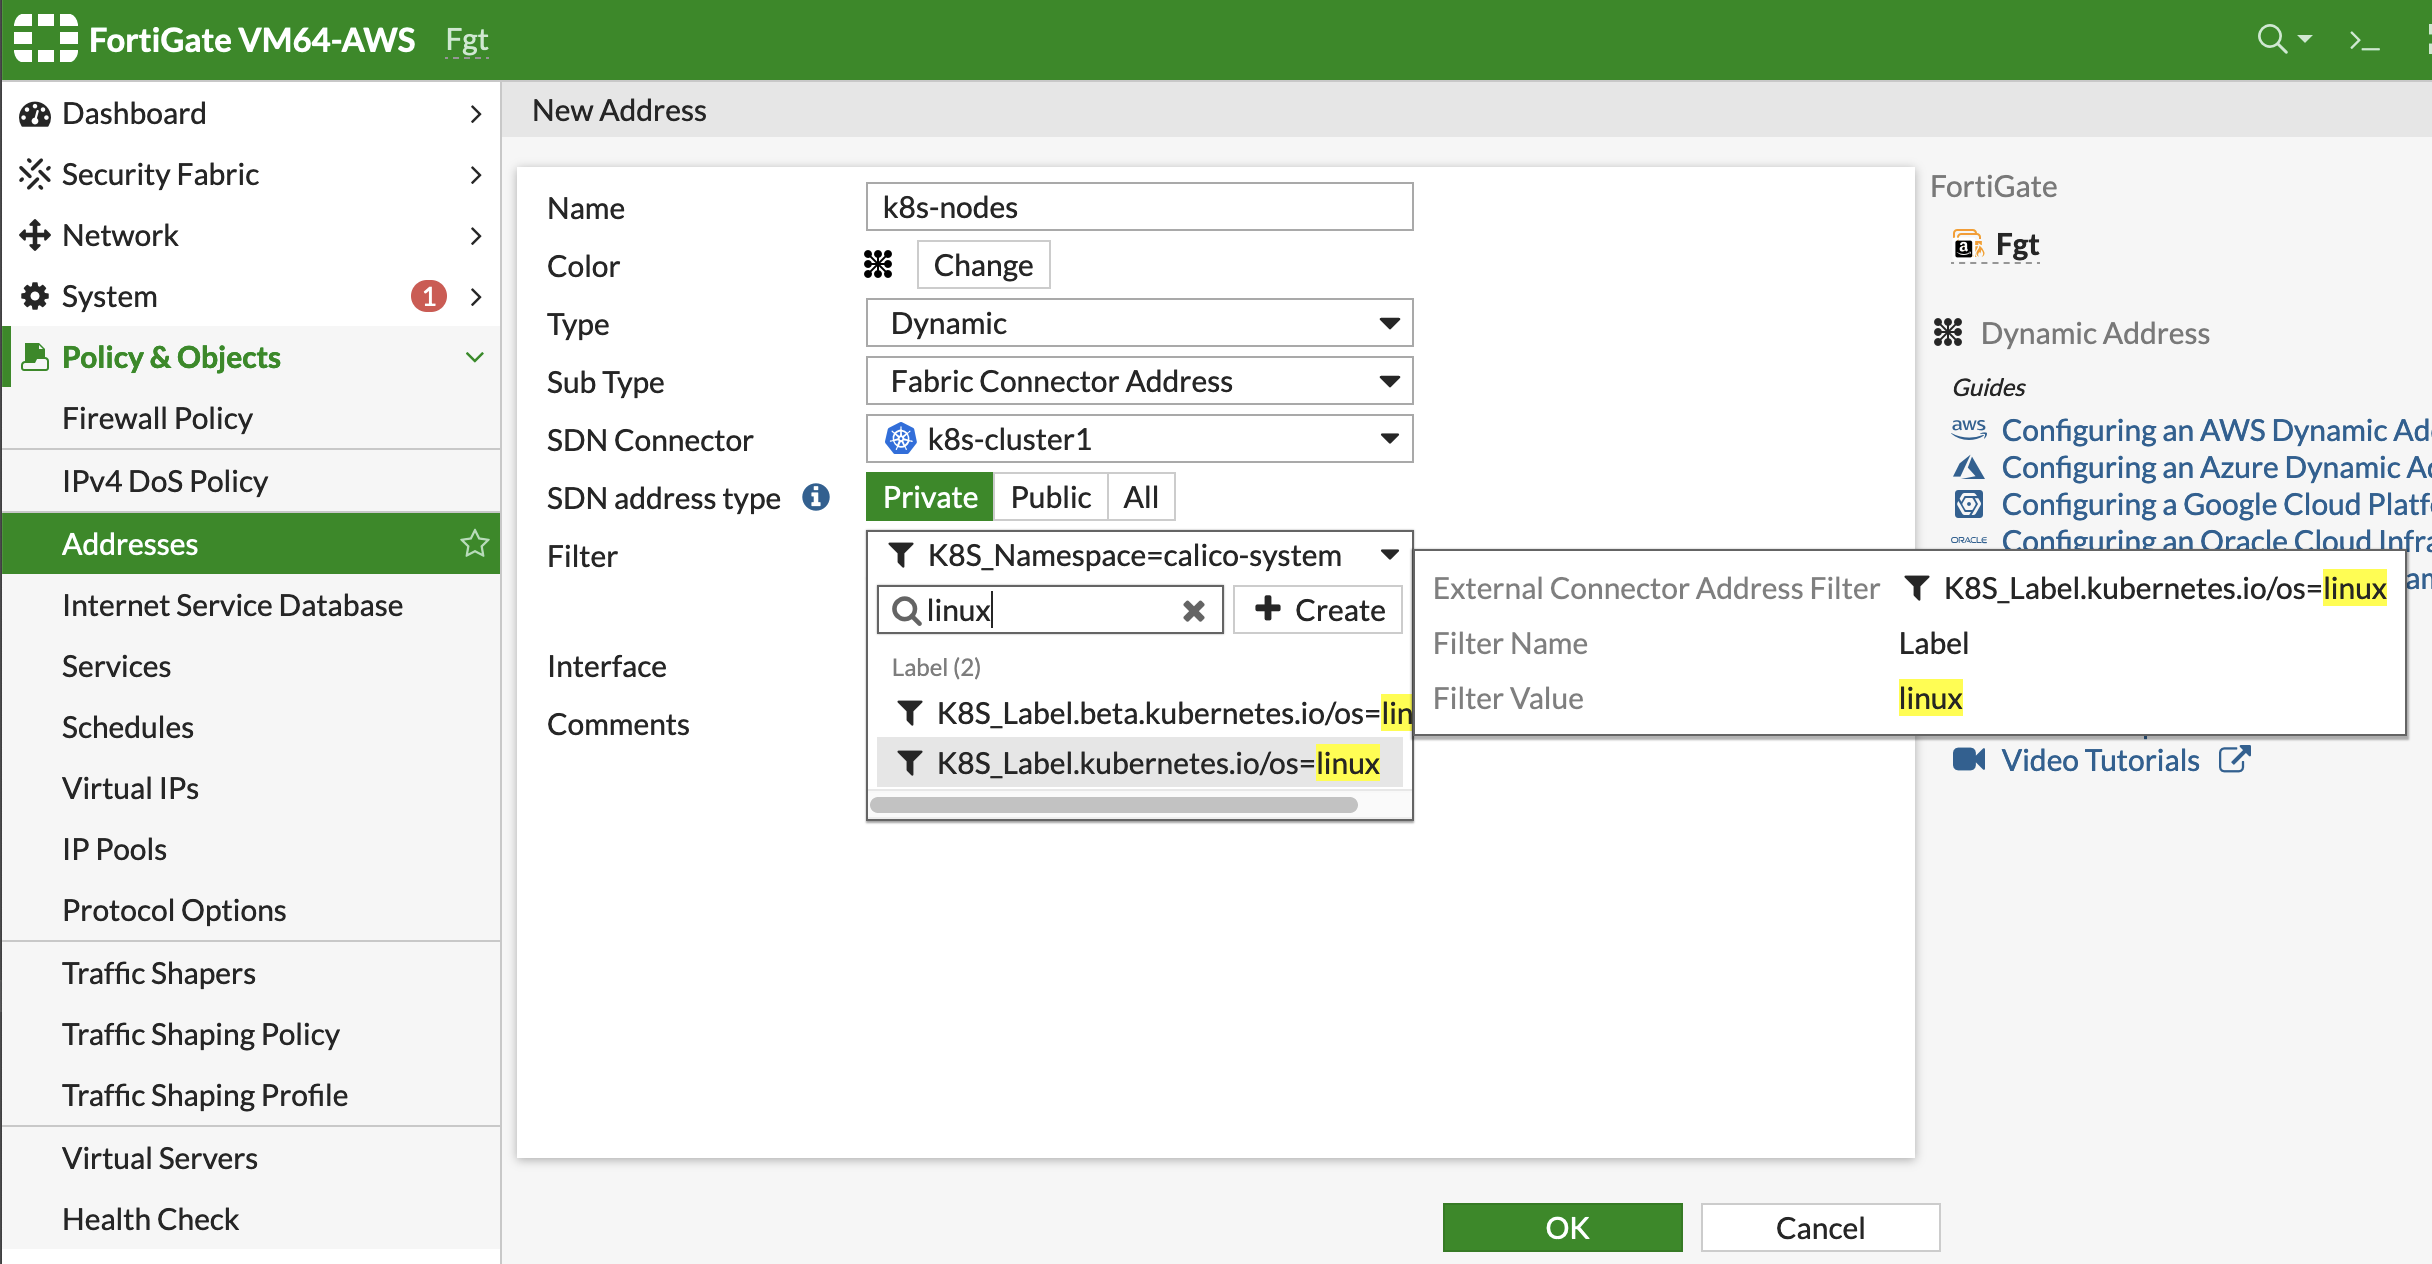 FortiGate VM64-AWS Fgt
Dashboard
Security Fabric
Network
System 1
Policy & Objects
Firewall Policy
IPv4 DoS Policy
Addresses
Internet Service Database
Services
Schedules
Virtual IPs
IP Pools
Protocol Options
Traffic Shapers
Traffic Shaping Policy
Traffic Shaping Profile
Virtual Servers
Health Check
New Address
Name k8s-nodes
Color Change
Type Dynamic
Sub Type Fabric Connector Address
SDN Connector k8s-cluster1
SDN address type Private Public All
Filter K8S_Namespace=calico-system
linux Create
Label (2)
K8S_Label.beta.kubernetes.io/os=lin
K8S_Label.kubernetes.io/os=linux
Interface
Comments
External Connector Address Filter K8S_Label.kubernetes.io/os=linux
Filter Name Label
Filter Value linux
OK Cancel
FortiGate
Fgt
Dynamic Address
Guides
aws Configuring an AWS Dynamic Ad
Configuring an Azure Dynamic A
Configuring a Google Cloud Platf
ORACLE Configuring an Oracle Cloud Infra
Video Tutorials